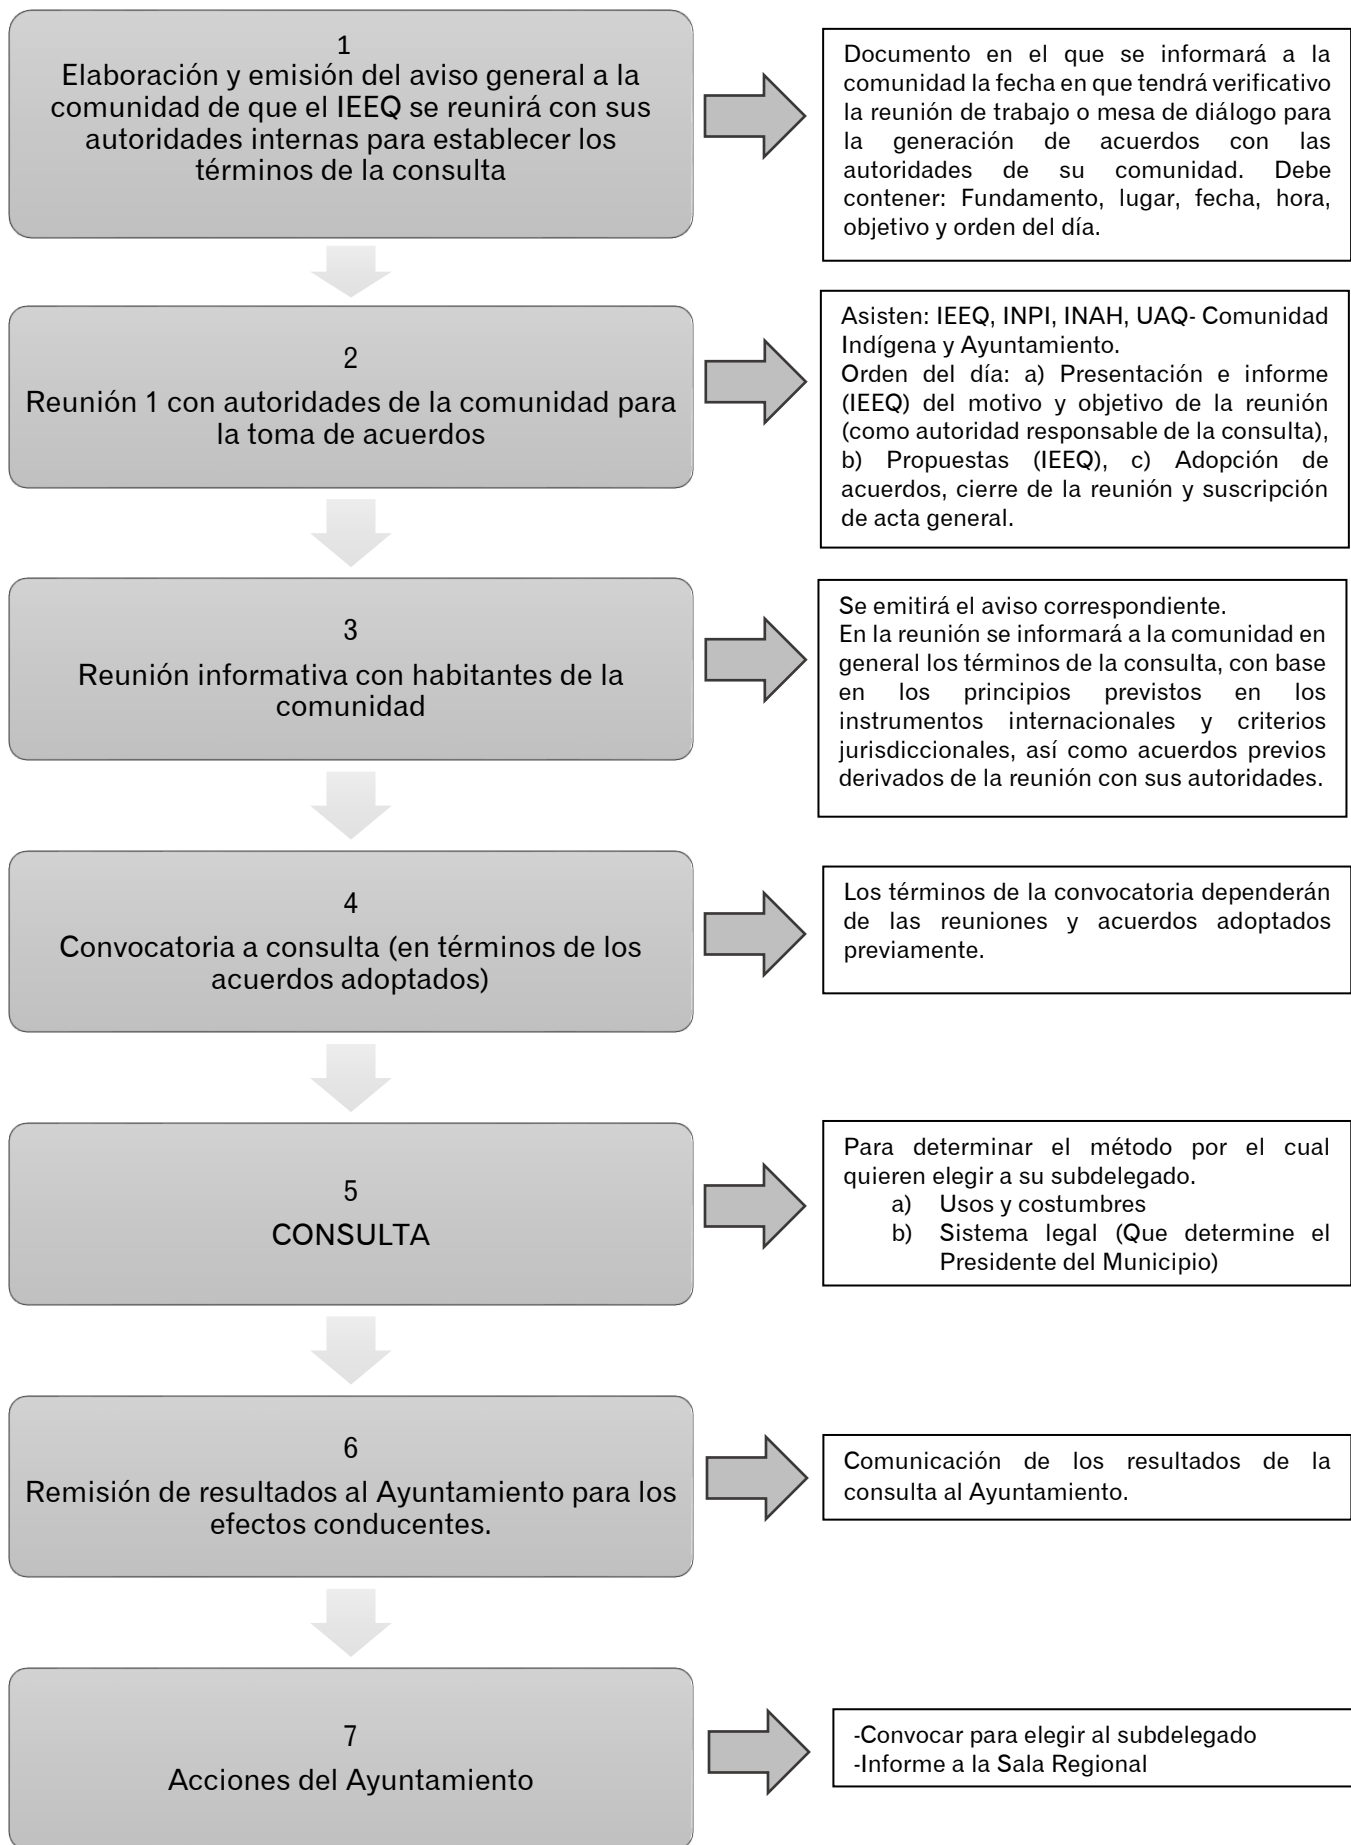 1
Elaboración y emisión del aviso general a la
comunidad de que el IEEQ se reunirá con sus
autoridades internas para establecer los
términos de la consulta
Documento en el que se informará a la
comunidad la fecha en que tendrá verificativo
la reunión de trabajo o mesa de diálogo para
la generación de acuerdos con las
autoridades de su comunidad. Debe
contener: Fundamento, lugar, fecha, hora,
objetivo y orden del día.
2
Reunión 1 con autoridades de la comunidad para
la toma de acuerdos
Asisten: IEEQ, INPI, INAH, UAQ- Comunidad
Indígena y Ayuntamiento.
Orden del día: a) Presentación e informe
(IEEQ) del motivo y objetivo de la reunión
(como autoridad responsable de la consulta),
b) Propuestas (IEEQ), c) Adopción de
acuerdos, cierre de la reunión y suscripción
de acta general.
3
Reunión informativa con habitantes de la
comunidad
Se emitirá el aviso correspondiente.
En la reunión se informará a la comunidad en
general los términos de la consulta, con base
en los principios previstos en los
instrumentos internacionales y criterios
jurisdiccionales, así como acuerdos previos
derivados de la reunión con sus autoridades.
4
Convocatoria a consulta (en términos de los
acuerdos adoptados)
Los términos de la convocatoria dependerán
de las reuniones y acuerdos adoptados
previamente.
5
CONSULTA
Para determinar el método por el cual
quieren elegir a su subdelegado.
a) Usos y costumbres
b) Sistema legal (Que determine el
Presidente del Municipio)
6
Remisión de resultados al Ayuntamiento para los
efectos conducentes.
Comunicación de los resultados de la
consulta al Ayuntamiento.
7
Acciones del Ayuntamiento
-Convocar para elegir al subdelegado
-Informe a la Sala Regional